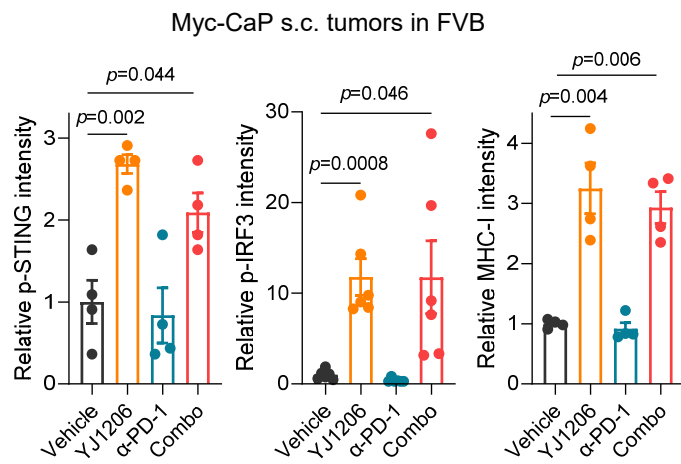 Myc-CaP s.c. tumors in FVB
Relative p-STING intensity
p=0.044
p=0.002
3
2
1
0
Vehicle
YJ1206
α-PD-1
Combo
Relative p-IRF3 intensity
p=0.046
p=0.0008
30
20
10
0
Vehicle
YJ1206
α-PD-1
Combo
Relative MHC-I intensity
p=0.006
p=0.004
4
3
2
1
0
Vehicle
YJ1206
α-PD-1
Combo